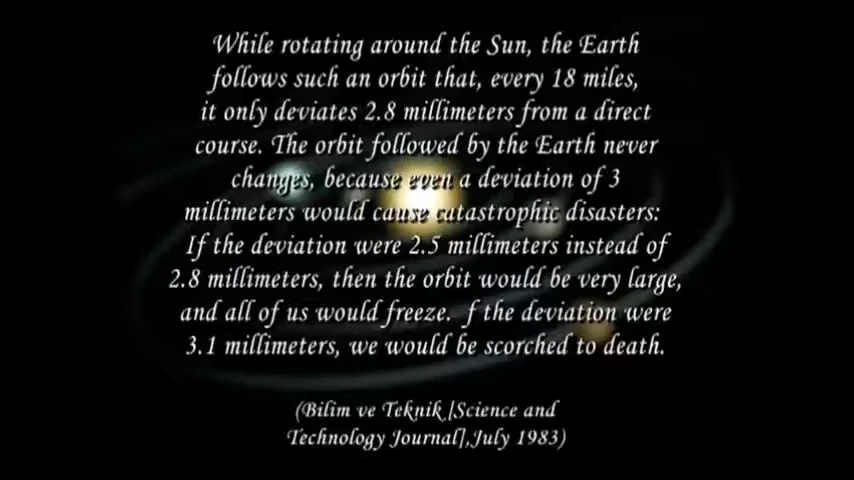 While rotating around the Sun, the Earth
follows such an orbit that, every 18 miles,
it only deviates 2.8 millimeters from a direct
course. The orbit followed by the Earth never
changes, because even a deviation of 3
millimeters would cause catastrophic disasters:
If the deviation were 2.5 millimeters instead of
2.8 millimeters, then the orbit would be very large,
and all of us would freeze. f the deviation were
3.1 millimeters, we would be scorched to death.
(Bilim ve Teknik [Science and
Technology Journal],July 1983)